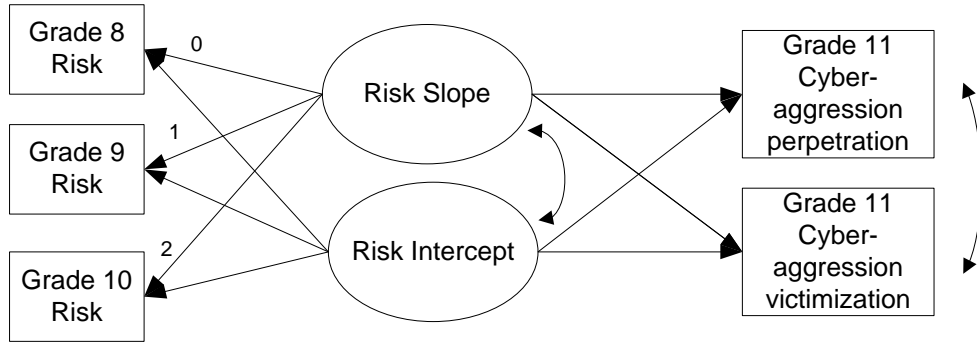 Grade 8
Risk
0
Risk Slope
Grade 11
Cyber-
aggression
perpetration
1
Grade 9
Risk
2
Risk Intercept
Grade 11
Cyber-
aggression
victimization
Grade 10
Risk